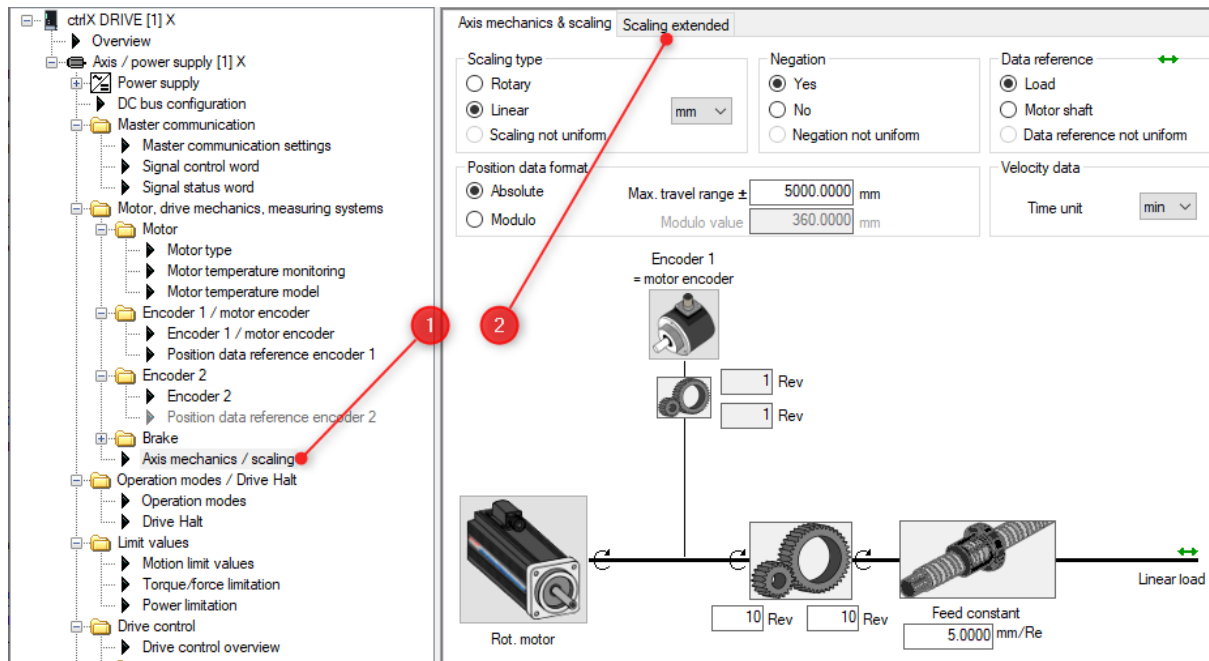 ctrlX DRIVE [1] X
Overview
Axis / power supply [1] X
Power supply
DC bus configuration
Master communication
Master communication settings
Signal control word
Signal status word
Motor, drive mechanics, measuring systems
Motor
Motor type
Motor temperature monitoring
Motor temperature model
Encoder 1 / motor encoder
Encoder 1 / motor encoder
Position data reference encoder 1
Encoder 2
Encoder 2
Position data reference encoder 2
Brake
Axis mechanics / scaling
Operation modes / Drive Halt
Operation modes
Drive Halt
Limit values
Motion limit values
Torque/force limitation
Power limitation
Drive control
Drive control overview
1
2
Axis mechanics & scaling
Scaling extended
Scaling type
Rotary
Linear
mm
Scaling not uniform
Negation
Yes
No
Negation not uniform
Data reference
Load
Motor shaft
Data reference not uniform
Position data format
Absolute
Max. travel range ± 5000.0000 mm
Modulo
Modulo value 360.0000 mm
Velocity data
Time unit min
Encoder 1
= motor encoder
1 Rev
1 Rev
Rot. motor
10 Rev
10 Rev
Feed constant
5.0000 mm/Re
Linear load